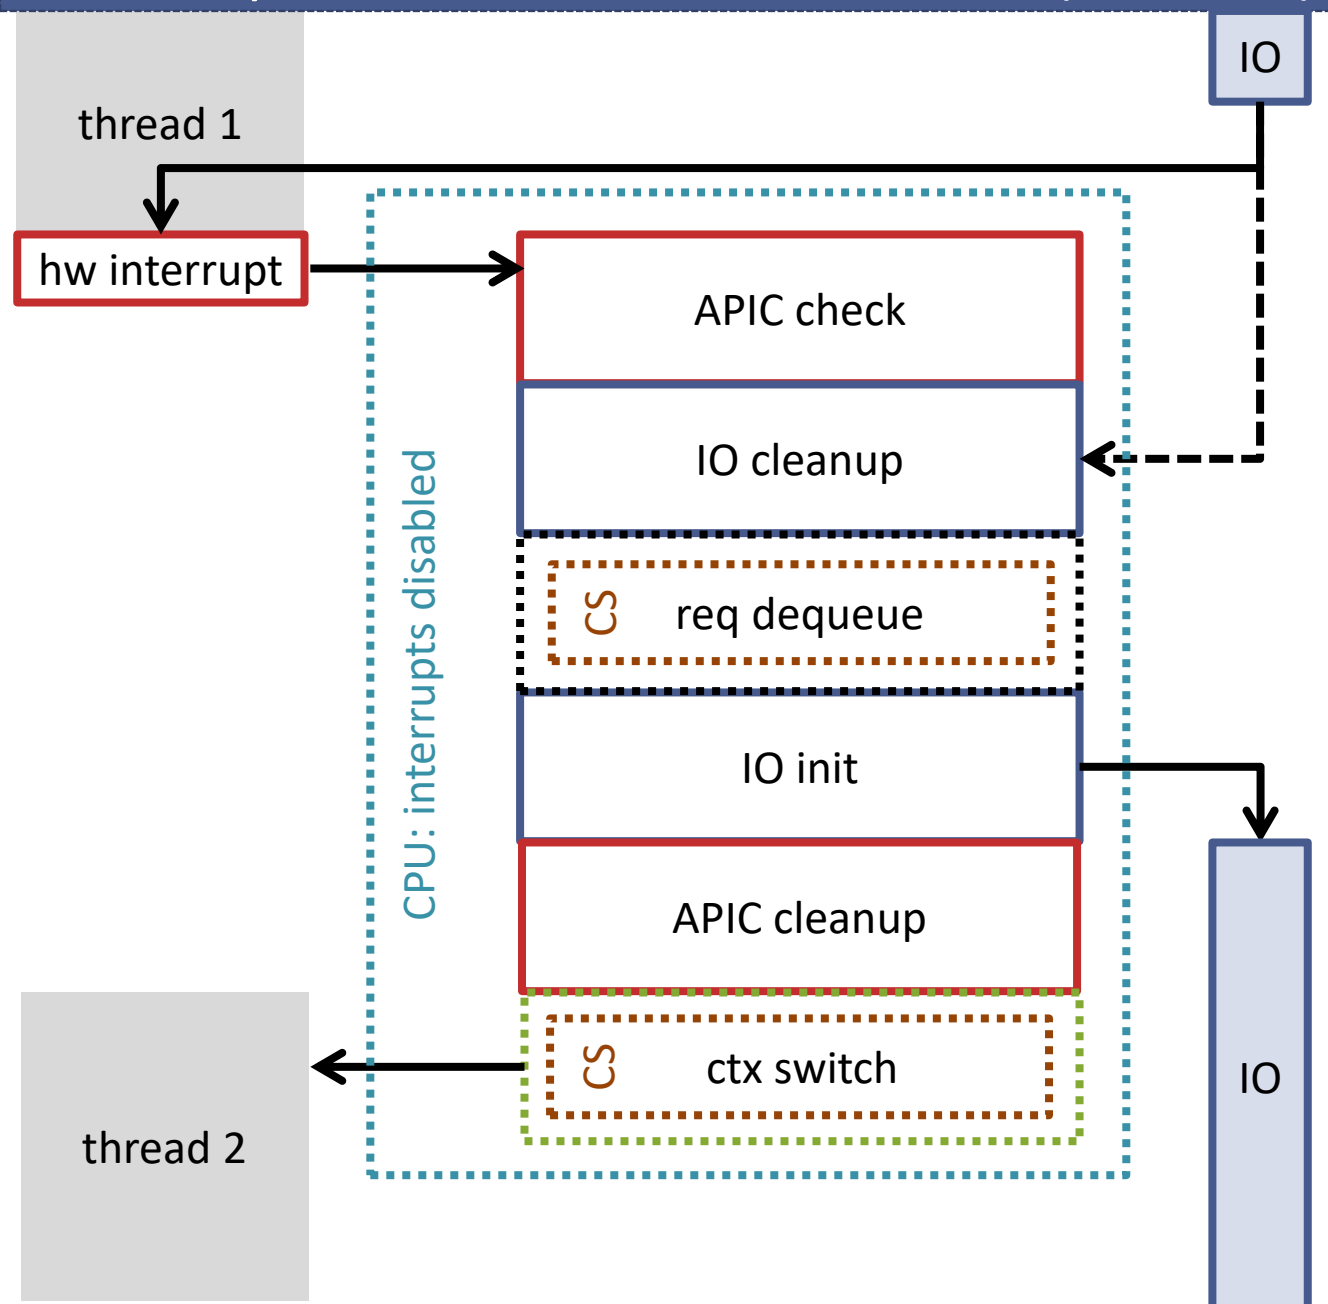 IO
thread 1
hw interrupt
APIC check
IO cleanup
CPU: interrupts disabled
CS
req dequeue
IO init
APIC cleanup
CS
ctx switch
IO
thread 2